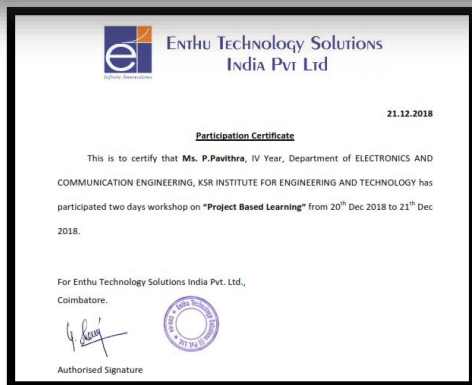 ENTHU TECHNOLOGY SOLUTIONS
INDIA PVT LTD
Infinite Innovations
21.12.2018
Participation Certificate
This is to certify that Ms. P.Pavithra, IV Year, Department of ELECTRONICS AND
COMMUNICATION ENGINEERING, KSR INSTITUTE FOR ENGINEERING AND TECHNOLOGY has
participated two days workshop on “Project Based Learning” from 20th Dec 2018 to 21th Dec
2018.
For Enthu Technology Solutions India Pvt. Ltd.,
Coimbatore.
Authorised Signature